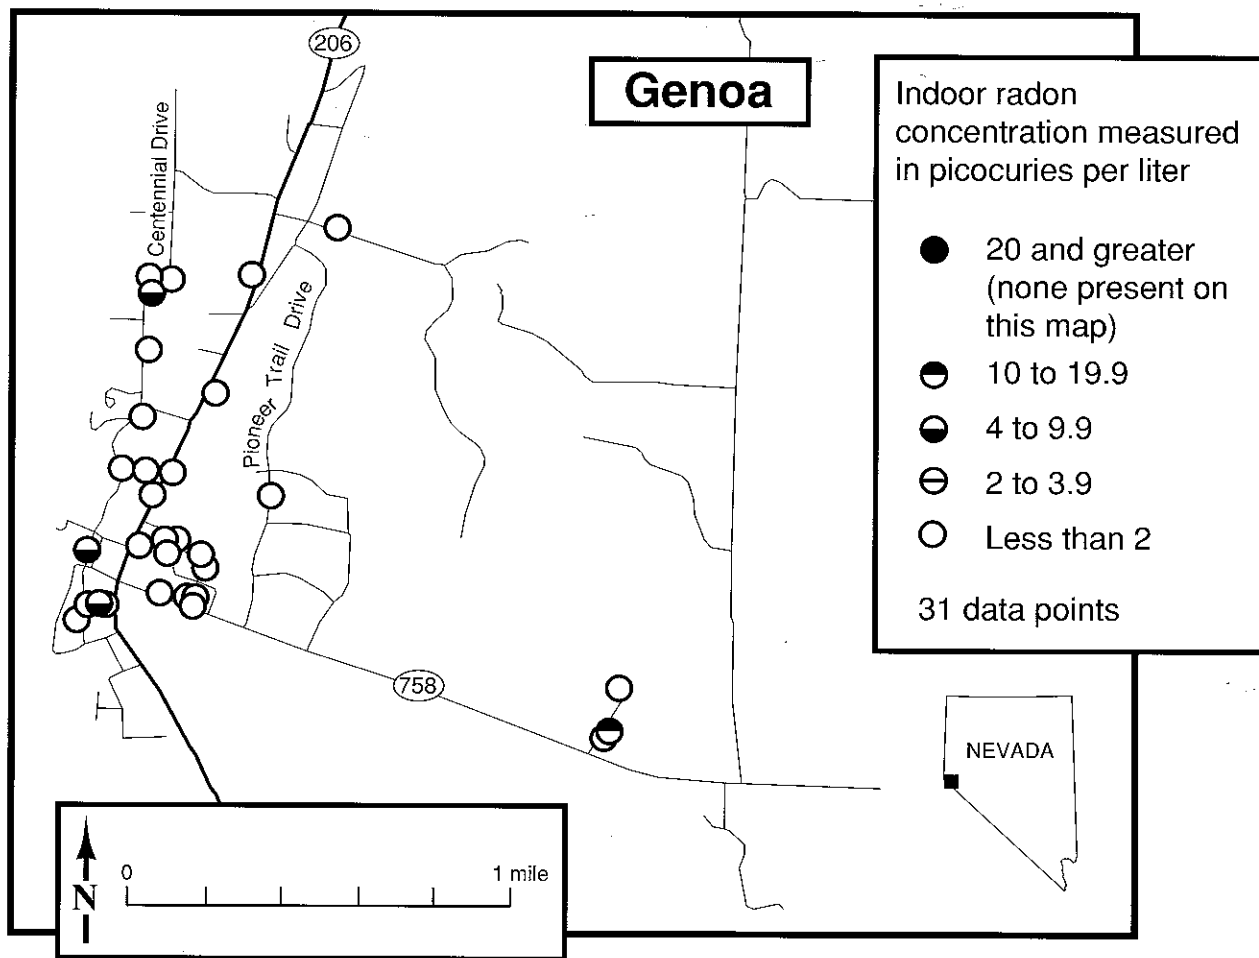 206
Genoa
Centennial Drive
Pioneer Trail Drive
758
Indoor radon
concentration measured
in picocuries per liter
20 and greater
(none present on
this map)
10 to 19.9
4 to 9.9
2 to 3.9
Less than 2
31 data points
NEVADA
N
0 1 mile